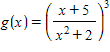 g(x) = ( (x + 5) / (x² + 2) )³